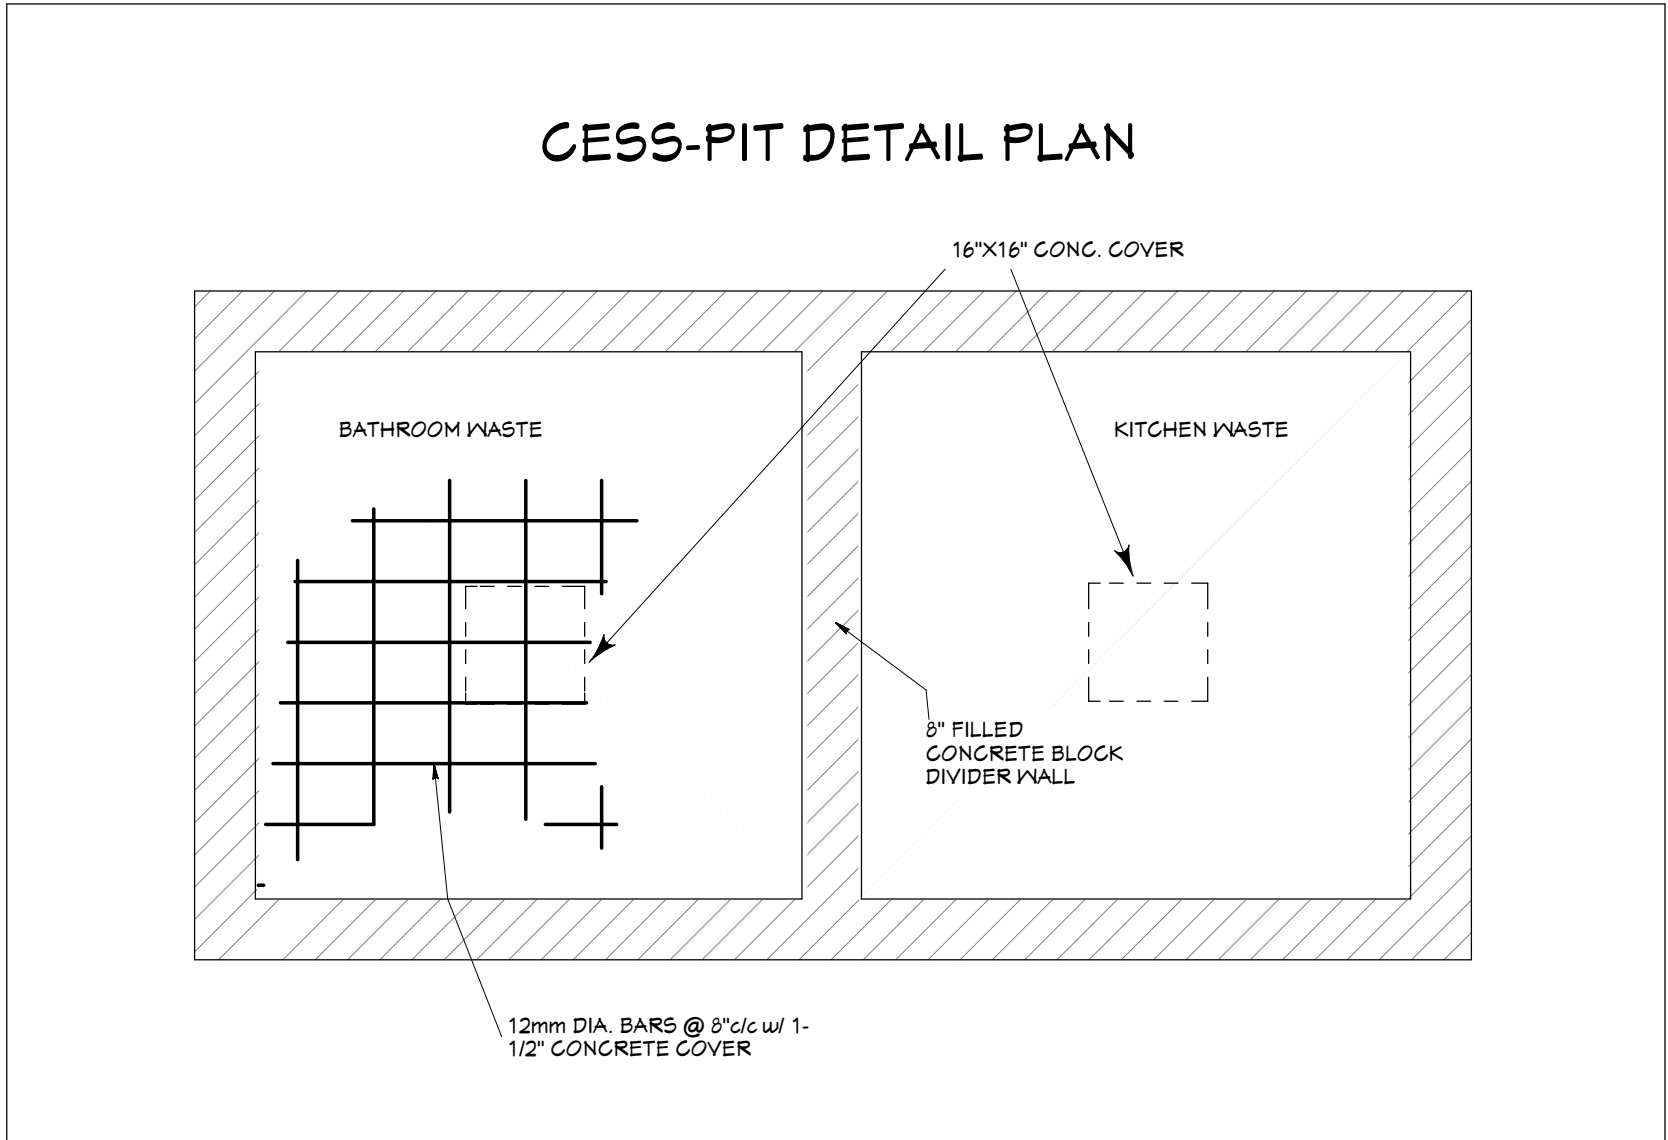 CESS-PIT DETAIL PLAN
16"X16" CONC. COVER
BATHROOM WASTE
KITCHEN WASTE
8" FILLED
CONCRETE BLOCK
DIVIDER WALL
12mm DIA. BARS @ 8"c/c w/ 1-
1/2" CONCRETE COVER